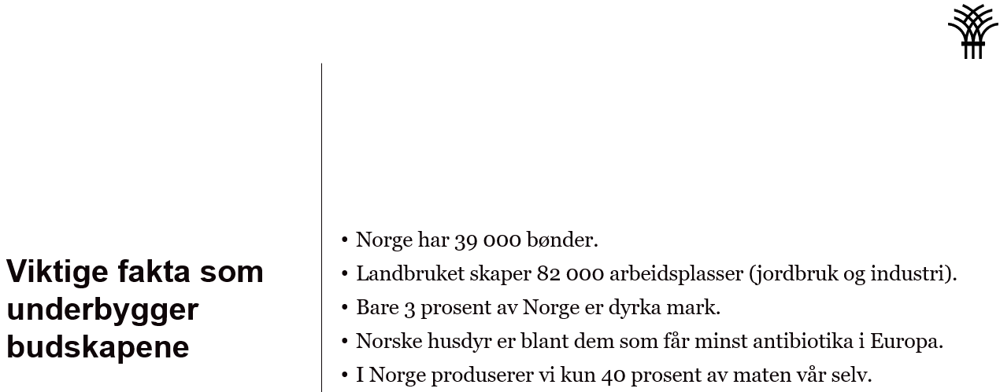 Viktige fakta som
underbygger
budskapene
• Norge har 39 000 bønder.
• Landbruket skaper 82 000 arbeidsplasser (jordbruk og industri).
• Bare 3 prosent av Norge er dyrka mark.
• Norske husdyr er blant dem som får minst antibiotika i Europa.
• I Norge produserer vi kun 40 prosent av maten vår selv.